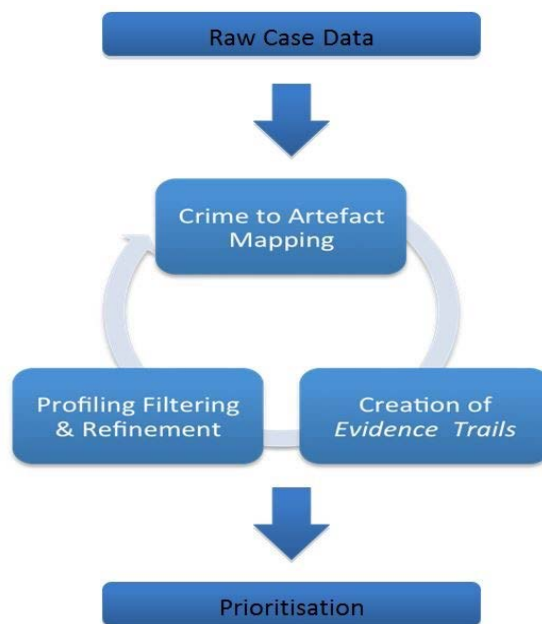 Raw Case Data
Crime to Artefact
Mapping
Profiling Filtering
& Refinement
Creation of
Evidence Trails
Prioritisation